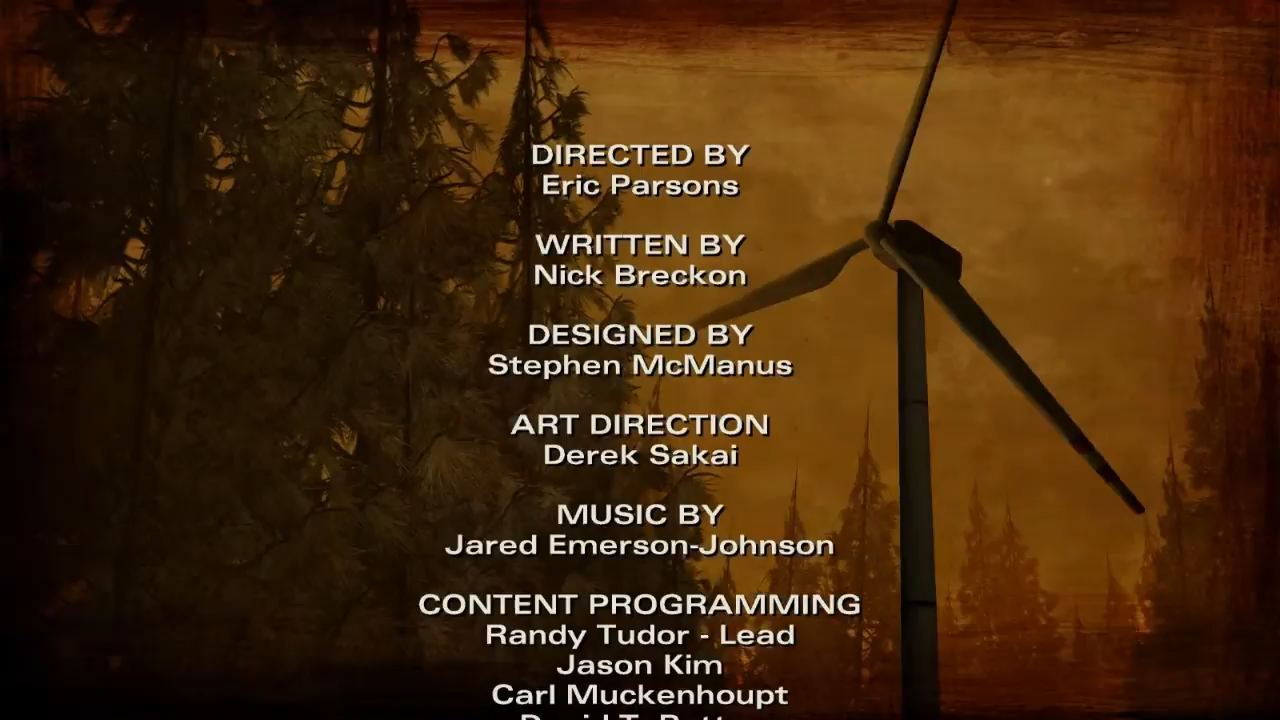 DIRECTED BY
Eric Parsons
WRITTEN BY
Nick Breckon
DESIGNED BY
Stephen McManus
ART DIRECTION
Derek Sakai
MUSIC BY
Jared Emerson-Johnson
CONTENT PROGRAMMING
Randy Tudor - Lead
Jason Kim
Carl Muckenhoupt